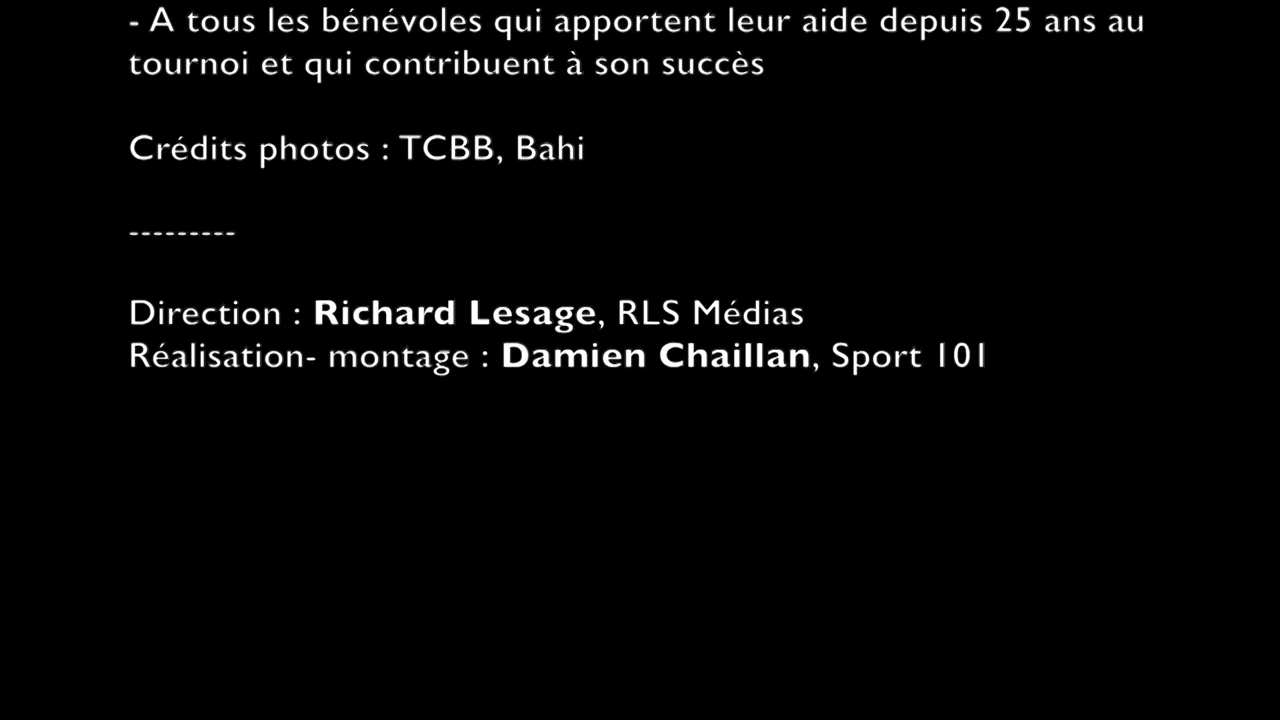 - A tous les bénévoles qui apportent leur aide depuis 25 ans au
tournoi et qui contribuent à son succès
Crédits photos : TCBB, Bahi
---------
Direction : Richard Lesage, RLS Médias
Réalisation- montage : Damien Chaillan, Sport 101